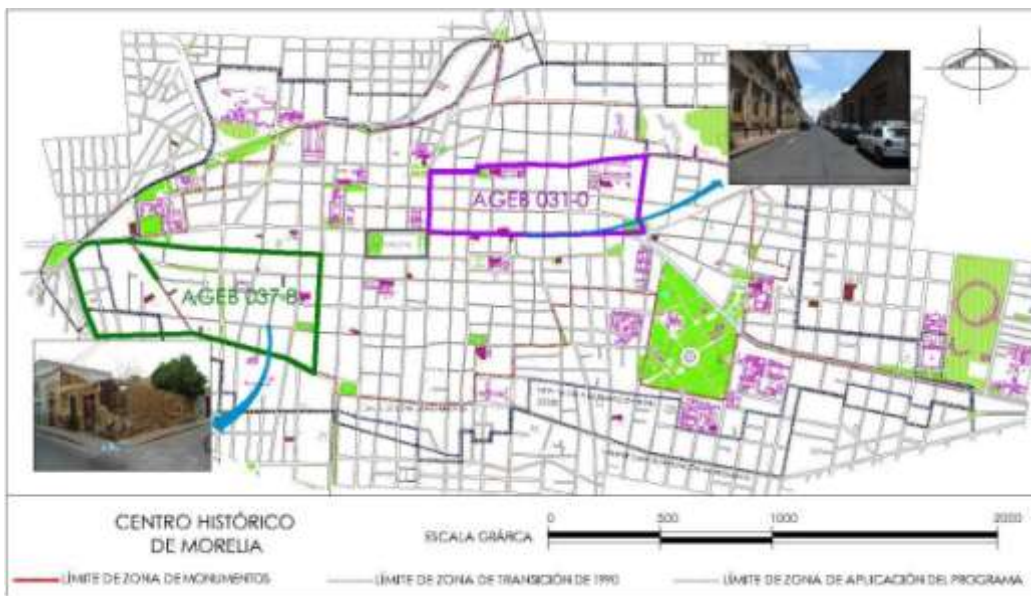 AGEB 031-0
AGEB 037-B
CENTRO HISTÓRICO
DE MORELIA
ESCALA GRÁFICA
0 500 1000 2000
LÍMITE DE ZONA DE MONUMENTOS
LÍMITE DE ZONA DE TRANSICIÓN DE 1990
LÍMITE DE ZONA DE APLICACIÓN DEL PROGRAMA